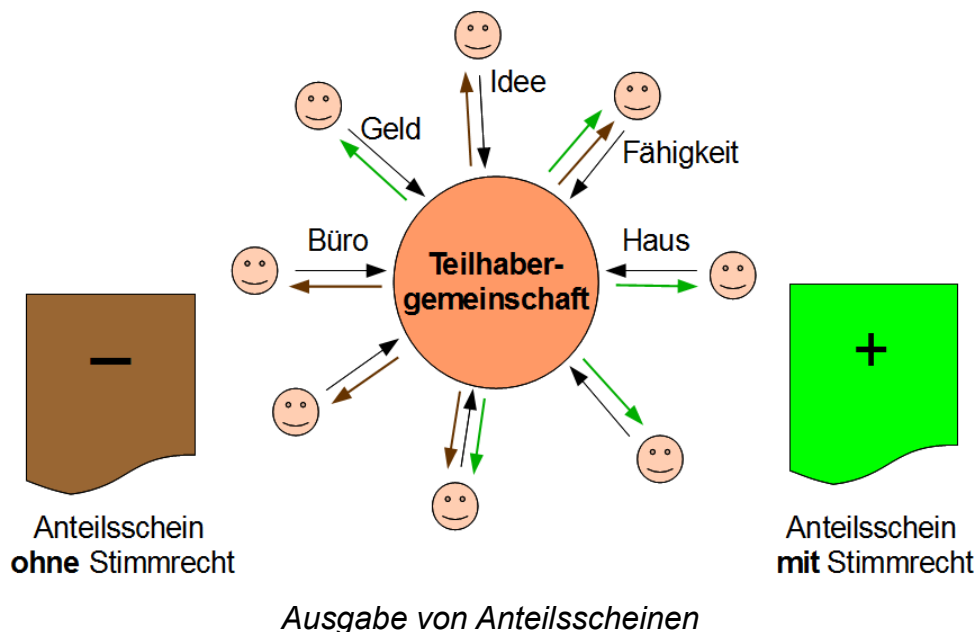 Idee
Geld
Fähigkeit
Büro
Haus
Teilhaber-
gemeinschaft
–
+
Anteilsschein
ohne Stimmrecht
Anteilsschein
mit Stimmrecht
Ausgabe von Anteilsscheinen